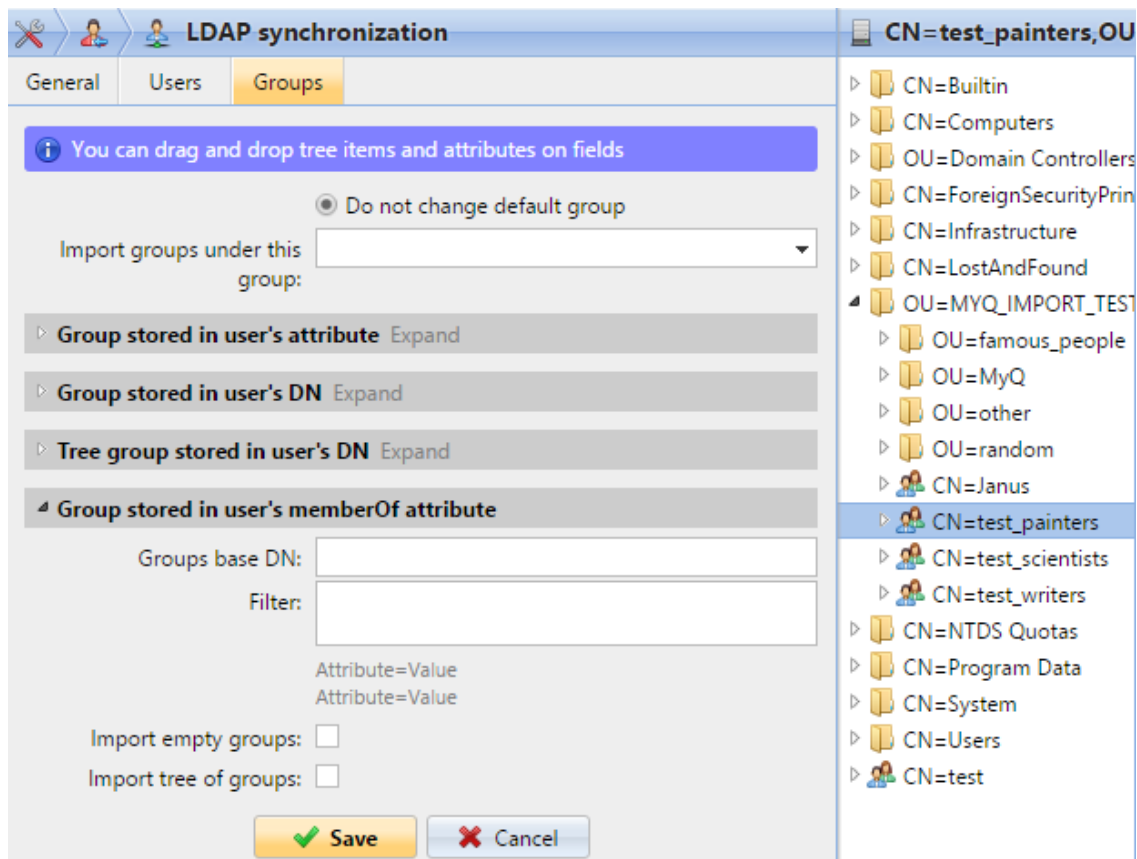 LDAP synchronization
General Users Groups
You can drag and drop tree items and attributes on fields
Do not change default group
Import groups under this
group:
Group stored in user's attribute Expand
Group stored in user's DN Expand
Tree group stored in user's DN Expand
Group stored in user's memberOf attribute
Groups base DN:
Filter:
Attribute=Value
Attribute=Value
Import empty groups:
Import tree of groups:
Save Cancel
CN=test_painters,OU
CN=Builtin
CN=Computers
OU=Domain Controllers
CN=ForeignSecurityPrin
CN=Infrastructure
CN=LostAndFound
OU=MYQ_IMPORT_TEST
OU=famous_people
OU=MyQ
OU=other
OU=random
CN=Janus
CN=test_painters
CN=test_scientists
CN=test_writers
CN=NTDS Quotas
CN=Program Data
CN=System
CN=Users
CN=test